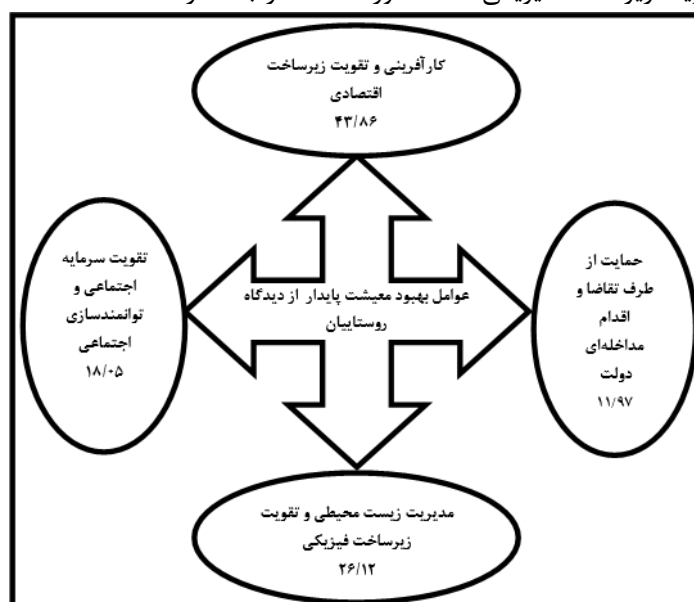 کارآفرینی و تقویت زیرساخت
اقتصادی
۴۳/۸۶
حمایت از
طرف تقاضا و
اقدام
مداخله‌ای
دولت
۱۱/۹۷
عوامل بهبود معیشت پایدار از دیدگاه
روستاییان
تقویت سرمایه
اجتماعی و
توانمندسازی
اجتماعی
۱۸/۰۵
مدیریت زیست محیطی و تقویت
زیرساخت فیزیکی
۲۶/۱۲